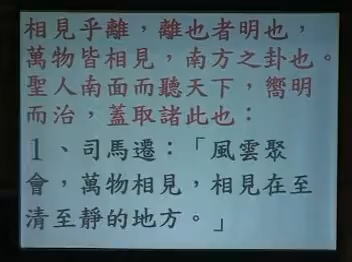 相見乎離，離也者明也，
萬物皆相見，南方之卦也。
聖人南面而聽天下，嚮明
而治，蓋取諸此也：
1、司馬遷：「風雲聚
會，萬物相見，相見在至
清至靜的地方。」